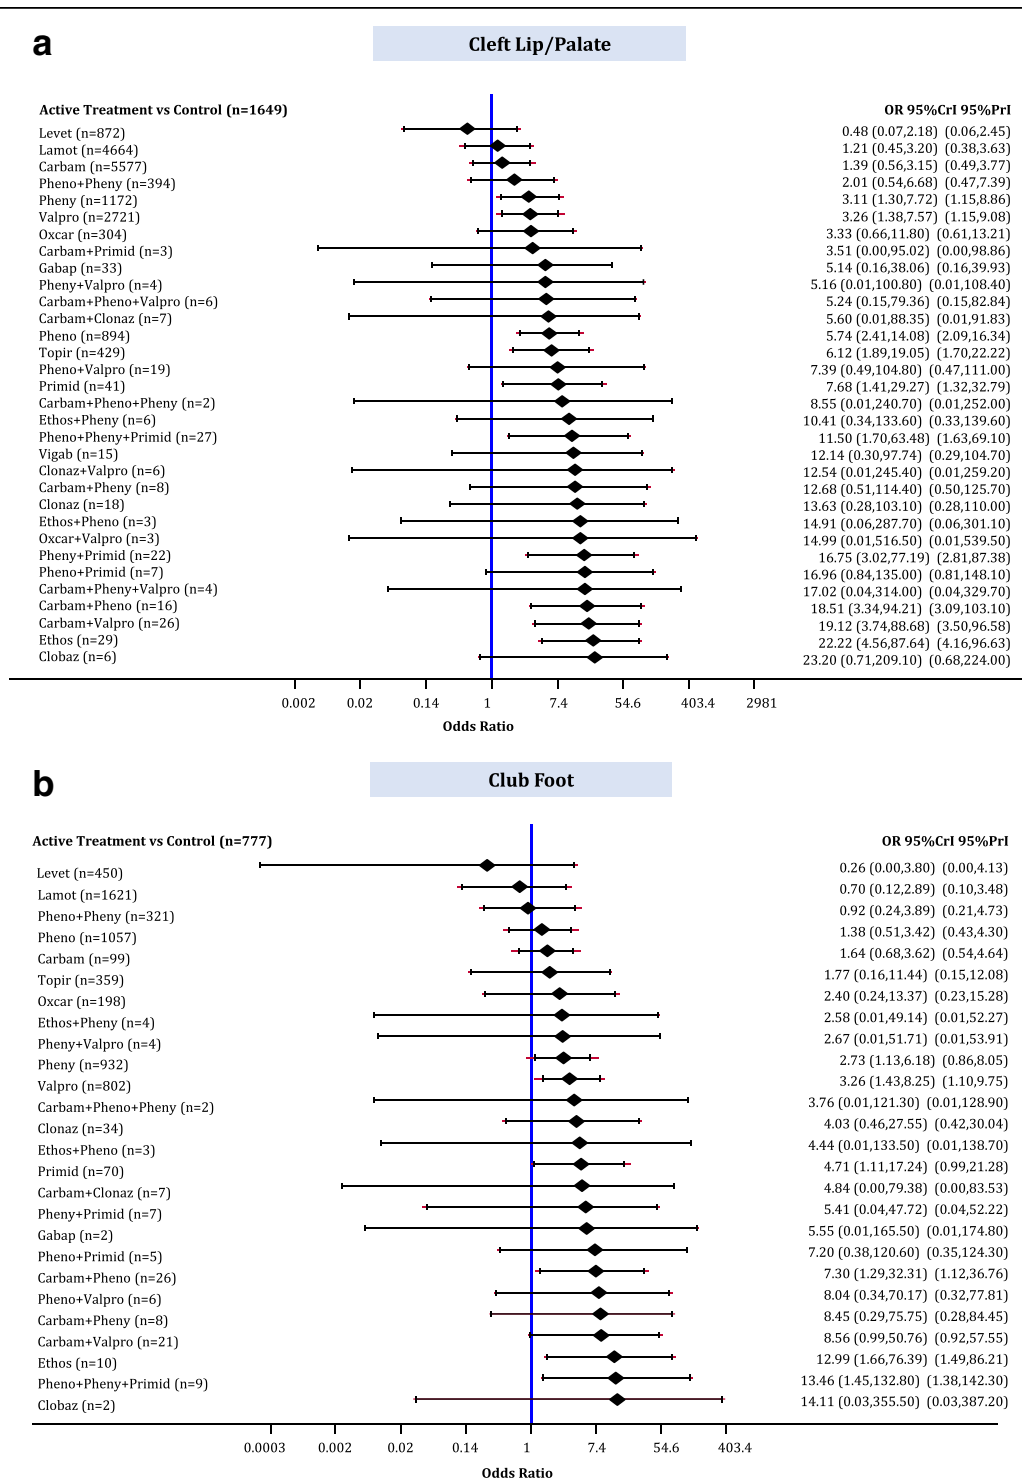 a
Cleft Lip/Palate
Active Treatment vs Control (n=1649) OR 95%CrI 95%PrI
Levet (n=872) 0.48 (0.07,2.18) (0.06,2.45)
Lamot (n=4664) 1.21 (0.45,3.20) (0.38,3.63)
Carbam (n=5577) 1.39 (0.56,3.15) (0.49,3.77)
Pheno+Pheny (n=394) 2.01 (0.54,6.68) (0.47,7.39)
Pheny (n=1172) 3.11 (1.30,7.72) (1.15,8.86)
Valpro (n=2721) 3.26 (1.38,7.57) (1.15,9.08)
Oxcar (n=304) 3.33 (0.66,11.80) (0.61,13.21)
Carbam+Primid (n=3) 3.51 (0.00,95.02) (0.00,98.86)
Gabap (n=33) 5.14 (0.16,38.06) (0.16,39.93)
Pheny+Valpro (n=4) 5.16 (0.01,100.80) (0.01,108.40)
Carbam+Pheno+Valpro (n=6) 5.24 (0.15,79.36) (0.15,82.84)
Carbam+Clonaz (n=7) 5.60 (0.01,88.35) (0.01,91.83)
Pheno (n=894) 5.74 (2.41,14.08) (2.09,16.34)
Topir (n=429) 6.12 (1.89,19.05) (1.70,22.22)
Pheno+Valpro (n=19) 7.39 (0.49,104.80) (0.47,111.00)
Primid (n=41) 7.68 (1.41,29.27) (1.32,32.79)
Carbam+Pheno+Pheny (n=2) 8.55 (0.01,240.70) (0.01,252.00)
Ethos+Pheny (n=6) 10.41 (0.34,133.60) (0.33,139.60)
Pheno+Pheny+Primid (n=27) 11.50 (1.70,63.48) (1.63,69.10)
Vigab (n=15) 12.14 (0.30,97.74) (0.29,104.70)
Clonaz+Valpro (n=6) 12.54 (0.01,245.40) (0.01,259.20)
Carbam+Pheny (n=8) 12.68 (0.51,114.40) (0.50,125.70)
Clonaz (n=18) 13.63 (0.28,103.10) (0.28,110.00)
Ethos+Pheno (n=3) 14.91 (0.06,287.70) (0.06,301.10)
Oxcar+Valpro (n=3) 14.99 (0.01,516.50) (0.01,539.50)
Pheny+Primid (n=22) 16.75 (3.02,77.19) (2.81,87.38)
Pheno+Primid (n=7) 16.96 (0.84,135.00) (0.81,148.10)
Carbam+Pheny+Valpro (n=4) 17.02 (0.04,314.00) (0.04,329.70)
Carbam+Pheno (n=16) 18.51 (3.34,94.21) (3.09,103.10)
Carbam+Valpro (n=26) 19.12 (3.74,88.68) (3.50,96.58)
Ethos (n=29) 22.22 (4.56,87.64) (4.16,96.63)
Clobaz (n=6) 23.20 (0.71,209.10) (0.68,224.00)
0.002 0.02 0.14 1 7.4 54.6 403.4 2981
Odds Ratio
b
Club Foot
Active Treatment vs Control (n=777) OR 95%CrI 95%PrI
Levet (n=450) 0.26 (0.00,3.80) (0.00,4.13)
Lamot (n=1621) 0.70 (0.12,2.89) (0.10,3.48)
Pheno+Pheny (n=321) 0.92 (0.24,3.89) (0.21,4.73)
Pheno (n=1057) 1.38 (0.51,3.42) (0.43,4.30)
Carbam (n=99) 1.64 (0.68,3.62) (0.54,4.64)
Topir (n=359) 1.77 (0.16,11.44) (0.15,12.08)
Oxcar (n=198) 2.40 (0.24,13.37) (0.23,15.28)
Ethos+Pheny (n=4) 2.58 (0.01,49.14) (0.01,52.27)
Pheny+Valpro (n=4) 2.67 (0.01,51.71) (0.01,53.91)
Pheny (n=932) 2.73 (1.13,6.18) (0.86,8.05)
Valpro (n=802) 3.26 (1.43,8.25) (1.10,9.75)
Carbam+Pheno+Pheny (n=2) 3.76 (0.01,121.30) (0.01,128.90)
Clonaz (n=34) 4.03 (0.46,27.55) (0.42,30.04)
Ethos+Pheno (n=3) 4.44 (0.01,133.50) (0.01,138.70)
Primid (n=70) 4.71 (1.11,17.24) (0.99,21.28)
Carbam+Clonaz (n=7) 4.84 (0.00,79.38) (0.00,83.53)
Pheny+Primid (n=7) 5.41 (0.04,47.72) (0.04,52.22)
Gabap (n=2) 5.55 (0.01,165.50) (0.01,174.80)
Pheno+Primid (n=5) 7.20 (0.38,120.60) (0.35,124.30)
Carbam+Pheno (n=26) 7.30 (1.29,32.31) (1.12,36.76)
Pheno+Valpro (n=6) 8.04 (0.34,70.17) (0.32,77.81)
Carbam+Pheny (n=8) 8.45 (0.29,75.75) (0.28,84.45)
Carbam+Valpro (n=21) 8.56 (0.99,50.76) (0.92,57.55)
Ethos (n=10) 12.99 (1.66,76.39) (1.49,86.21)
Pheno+Pheny+Primid (n=9) 13.46 (1.45,132.80) (1.38,142.30)
Clobaz (n=2) 14.11 (0.03,355.50) (0.03,387.20)
0.0003 0.002 0.02 0.14 1 7.4 54.6 403.4
Odds Ratio